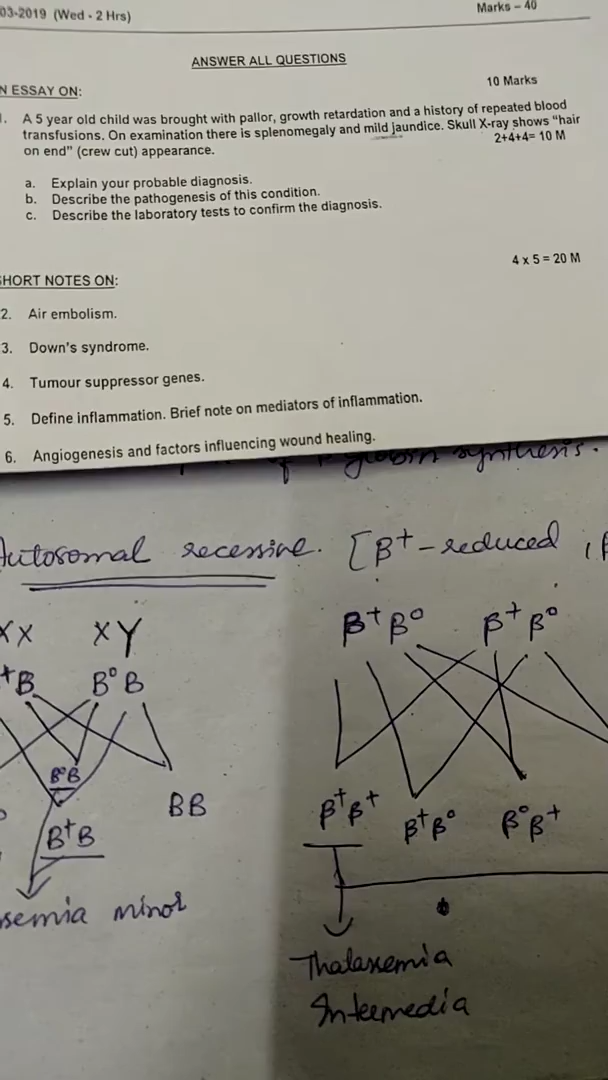 03-2019 (Wed - 2 Hrs)
Marks – 40
ANSWER ALL QUESTIONS
N ESSAY ON:
10 Marks
1. A 5 year old child was brought with pallor, growth retardation and a history of repeated blood
transfusions. On examination there is splenomegaly and mild jaundice. Skull X-ray shows "hair
on end" (crew cut) appearance.
2+4+4= 10 M
a. Explain your probable diagnosis.
b. Describe the pathogenesis of this condition.
c. Describe the laboratory tests to confirm the diagnosis.
4 x 5 = 20 M
SHORT NOTES ON:
2. Air embolism.
3. Down's syndrome.
4. Tumour suppressor genes.
5. Define inflammation. Brief note on mediators of inflammation.
6. Angiogenesis and factors influencing wound healing.
of β globin synthesis.
Autosomal recessive. [β+ - reduced,
XX XY
+B B°B
β+β° β+β°
B°B
BB
B+B
β+β+ β+β° β°β+
semia minor
Thalassemia
Intermedia